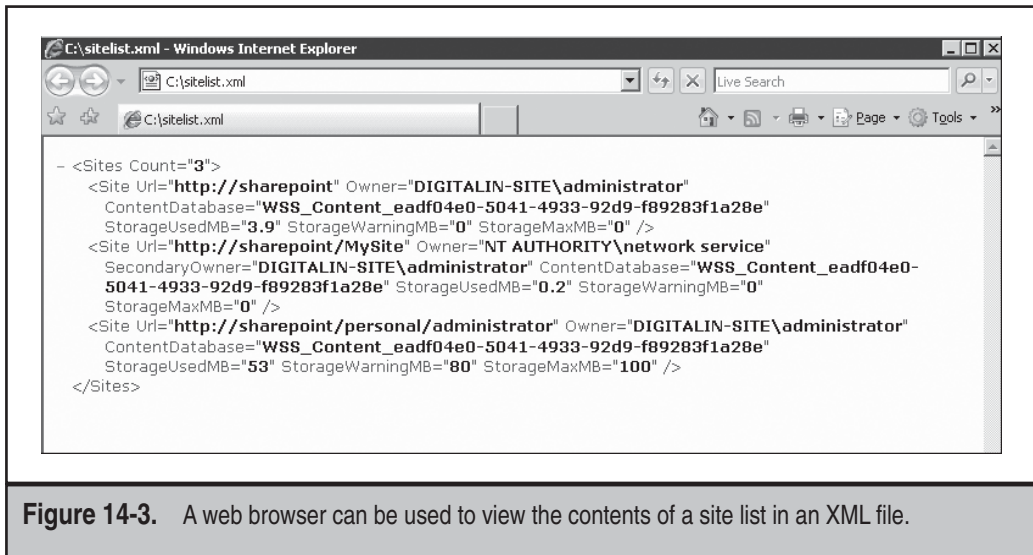 C:\sitelist.xml - Windows Internet Explorer
C:\sitelist.xml
Live Search
C:\sitelist.xml
Page
Tools
- <Sites Count="3">
<Site Url="http://sharepoint" Owner="DIGITALIN-SITE\administrator"
ContentDatabase="WSS_Content_eadf04e0-5041-4933-92d9-f89283f1a28e"
StorageUsedMB="3.9" StorageWarningMB="0" StorageMaxMB="0" />
<Site Url="http://sharepoint/MySite" Owner="NT AUTHORITY\network service"
SecondaryOwner="DIGITALIN-SITE\administrator" ContentDatabase="WSS_Content_eadf04e0-
5041-4933-92d9-f89283f1a28e" StorageUsedMB="0.2" StorageWarningMB="0"
StorageMaxMB="0" />
<Site Url="http://sharepoint/personal/administrator" Owner="DIGITALIN-SITE\administrator"
ContentDatabase="WSS_Content_eadf04e0-5041-4933-92d9-f89283f1a28e"
StorageUsedMB="53" StorageWarningMB="80" StorageMaxMB="100" />
</Sites>
Figure 14-3. A web browser can be used to view the contents of a site list in an XML file.